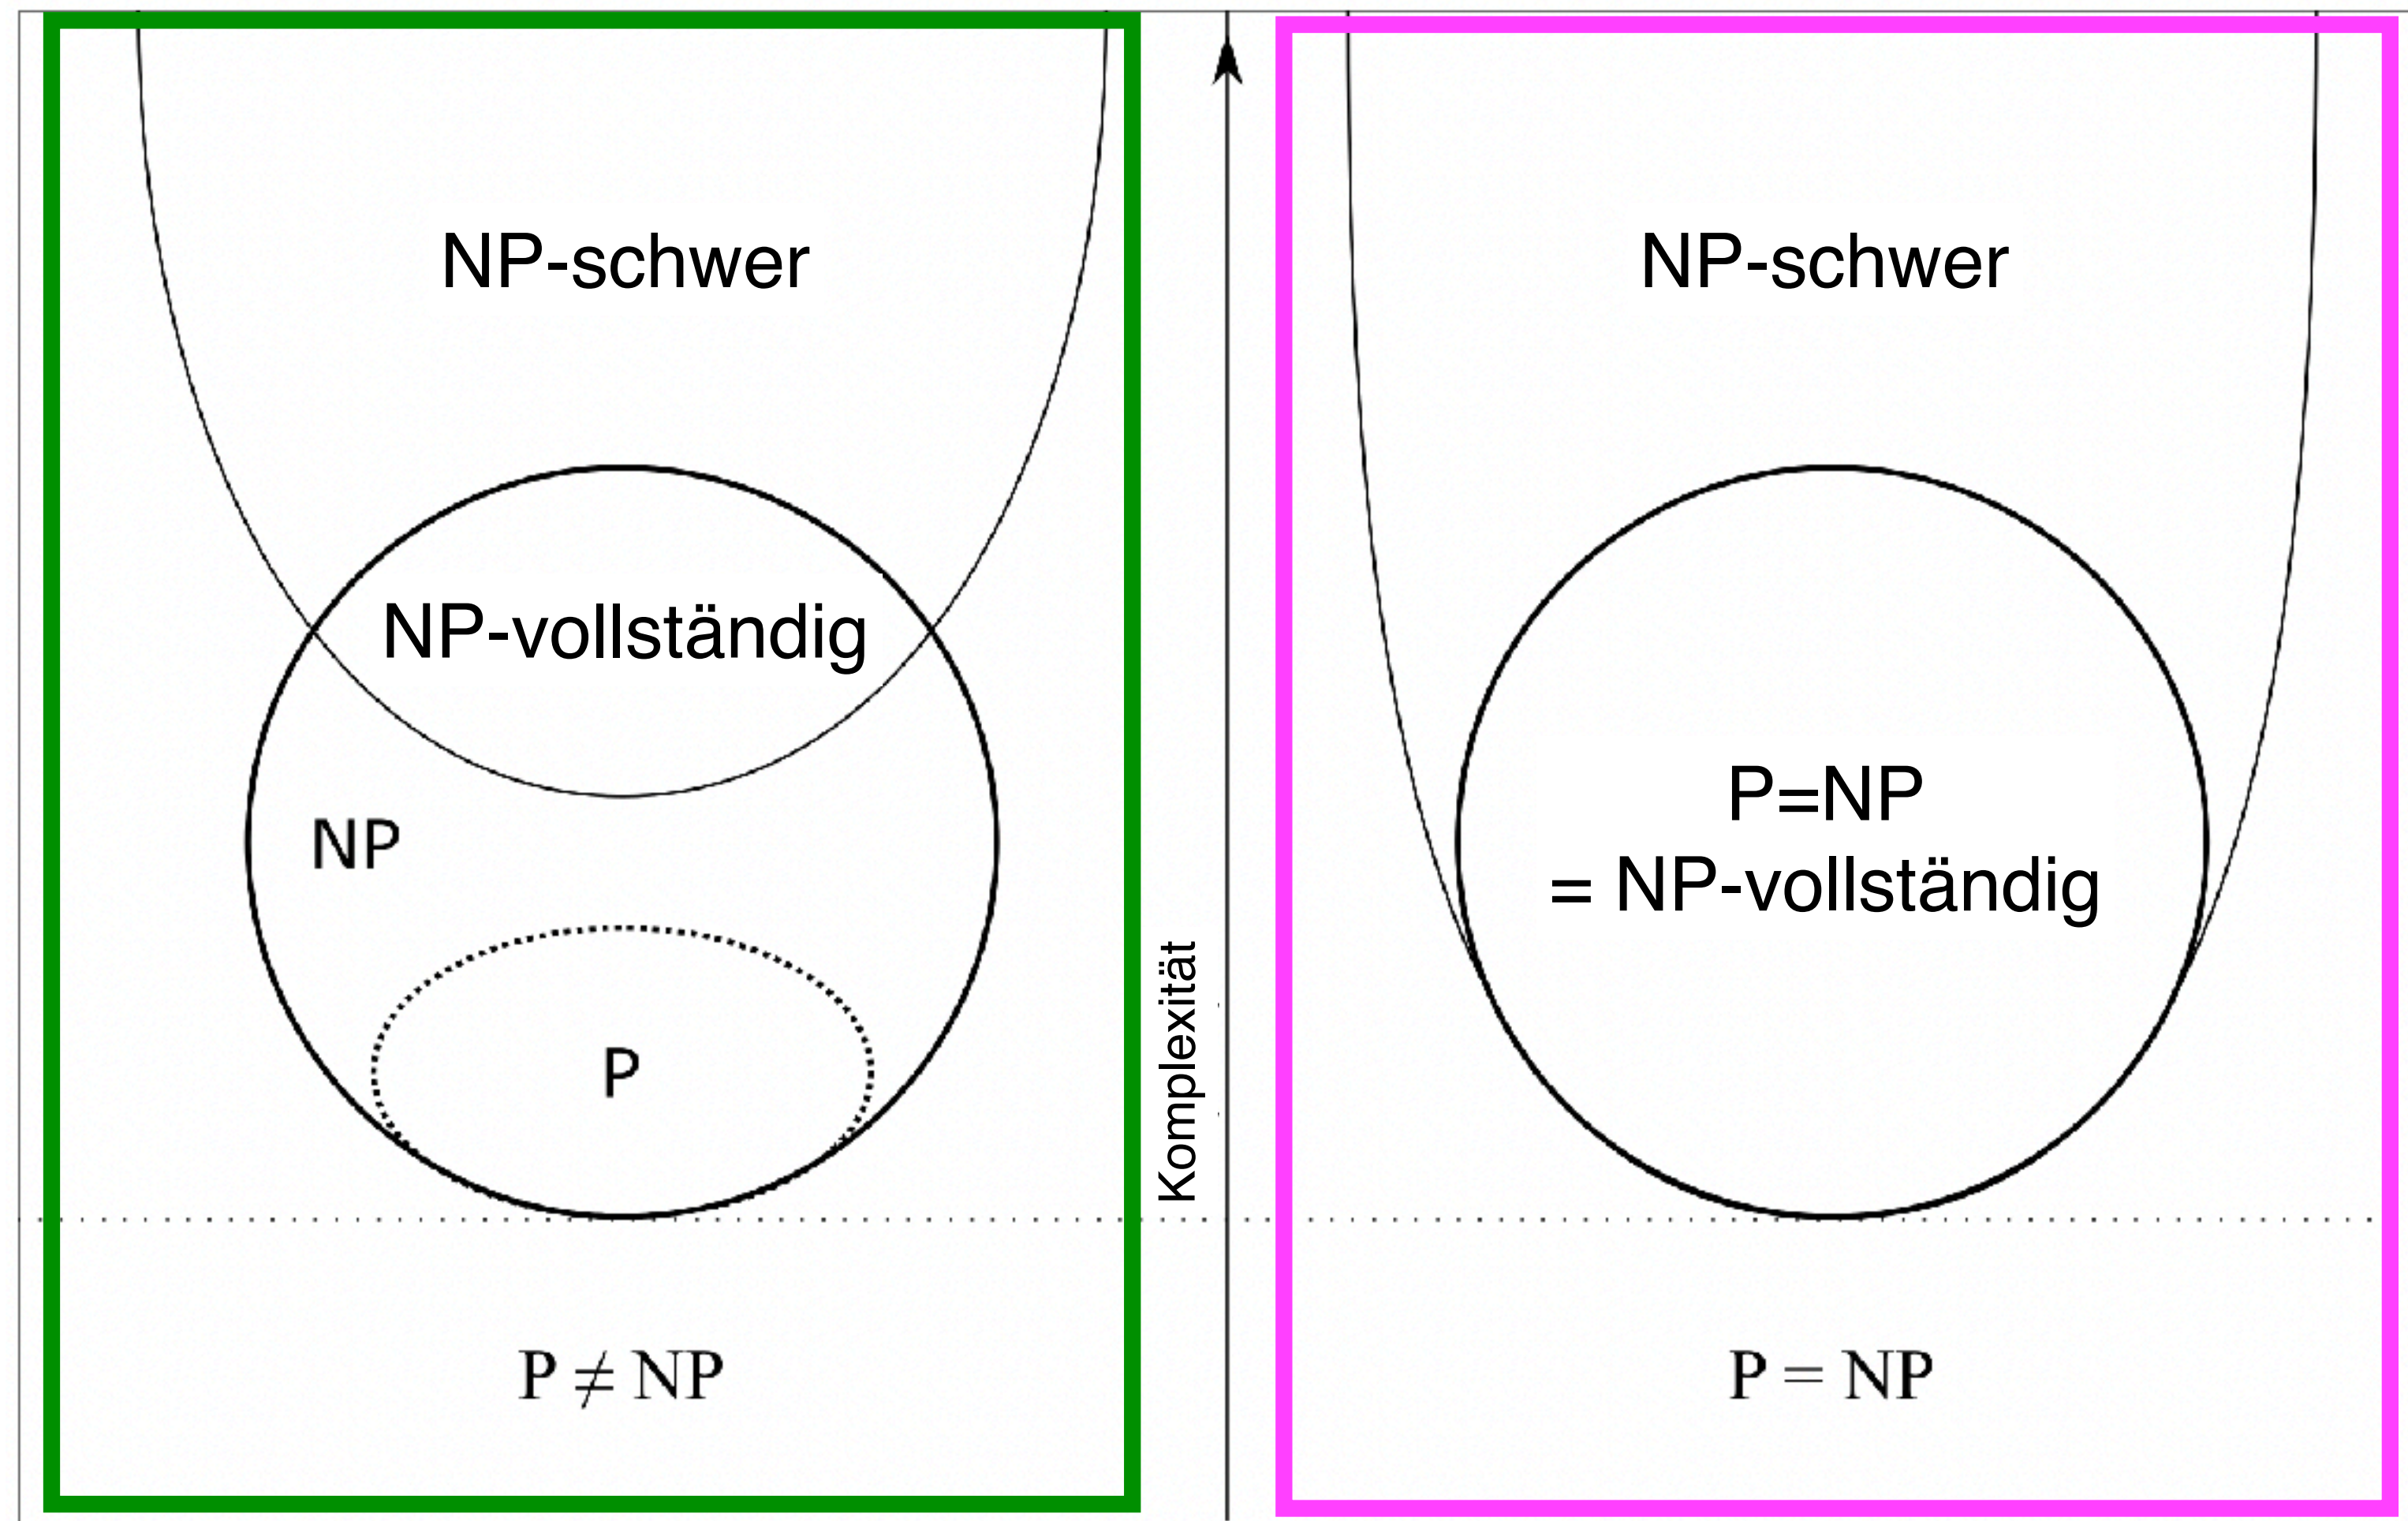 NP-schwer
NP-vollständig
NP
P
P ≠ NP
Komplexität
NP-schwer
P=NP
= NP-vollständig
P = NP